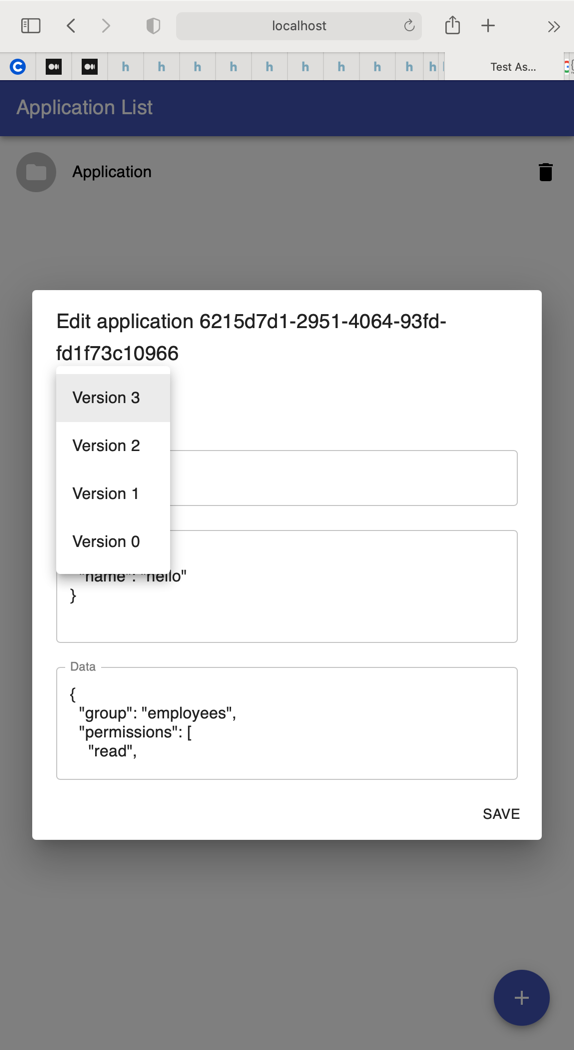 localhost
h h h h h h h h h h
Test As...
Application List
Application
Edit application 6215d7d1-2951-4064-93fd-
fd1f73c10966
Version 3
Version 2
Version 1
Version 0
"name": "hello"
}
Data
{
"group": "employees",
"permissions": [
"read",
SAVE